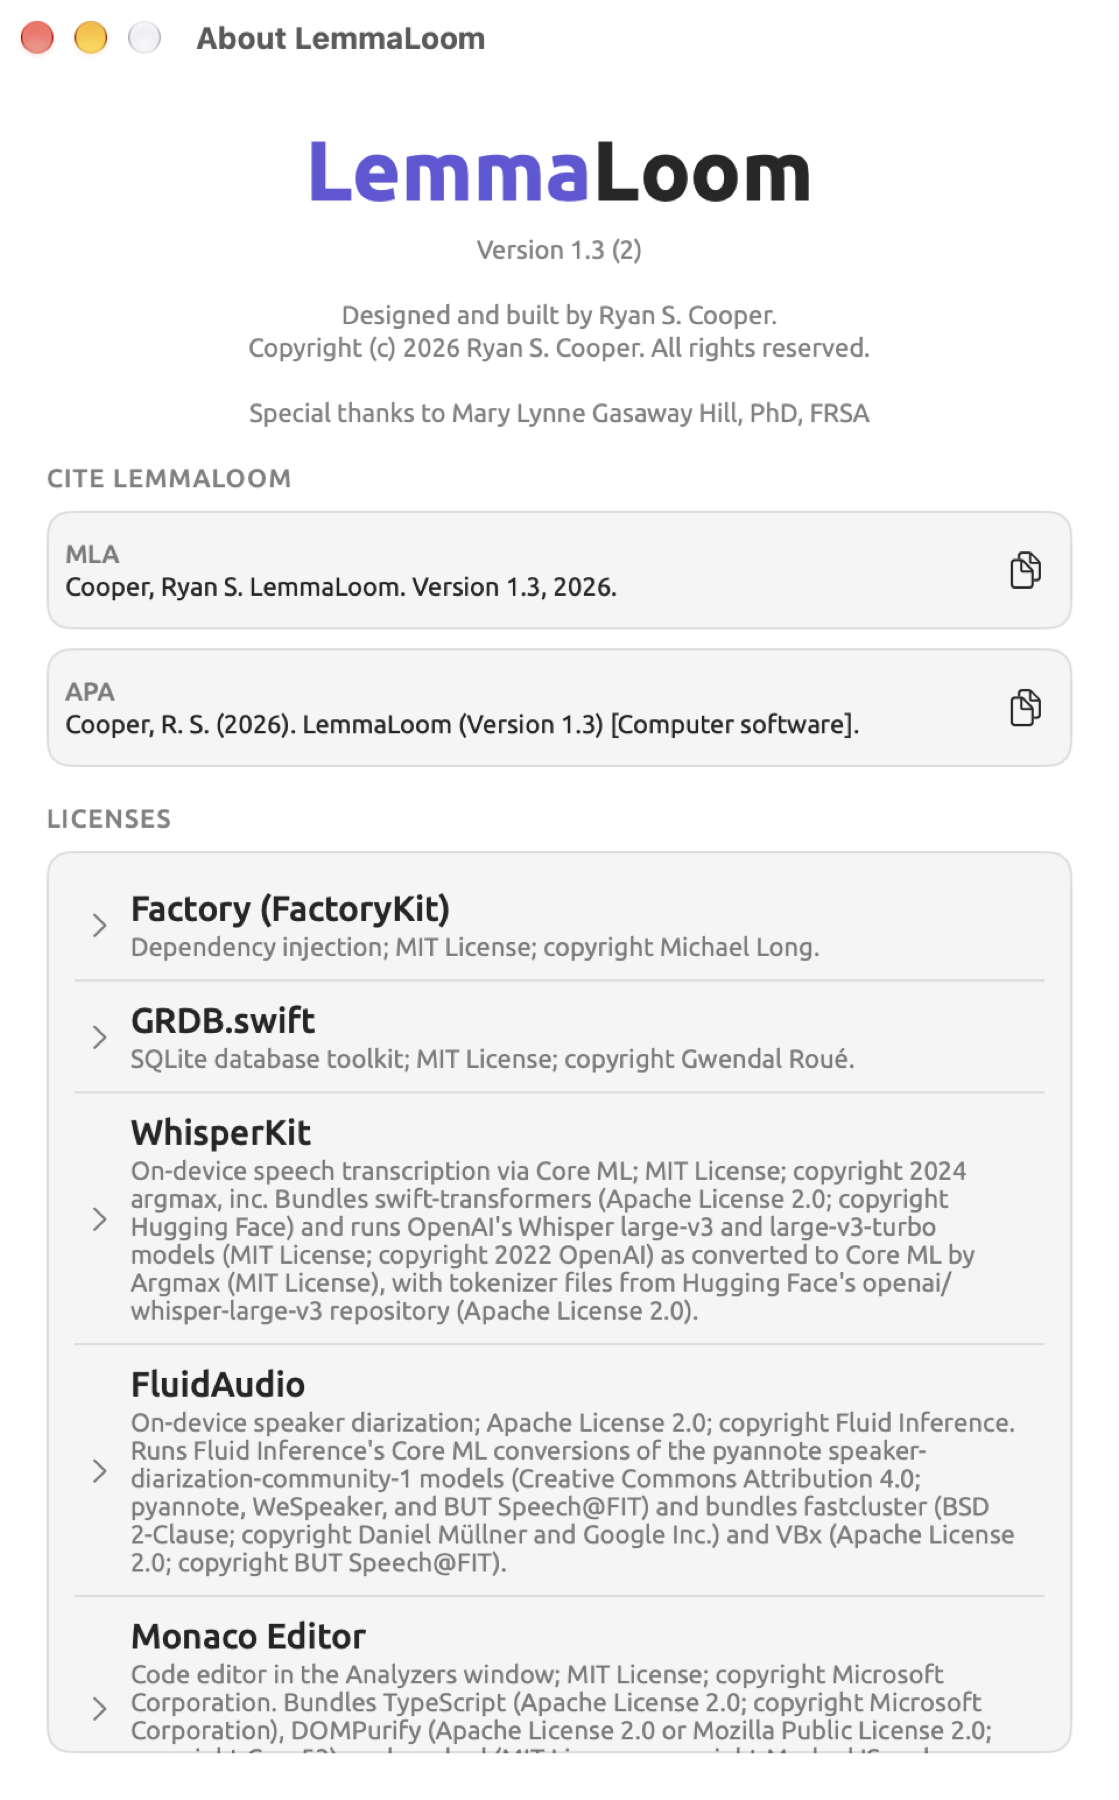 About LemmaLoom
LemmaLoom
Version 1.3 (2)
Designed and built by Ryan S. Cooper.
Copyright (c) 2026 Ryan S. Cooper. All rights reserved.
Special thanks to Mary Lynne Gasaway Hill, PhD, FRSA
CITE LEMMALOOM
MLA
Cooper, Ryan S. LemmaLoom. Version 1.3, 2026.
APA
Cooper, R. S. (2026). LemmaLoom (Version 1.3) [Computer software].
LICENSES
Factory (FactoryKit)
Dependency injection; MIT License; copyright Michael Long.
GRDB.swift
SQLite database toolkit; MIT License; copyright Gwendal Roué.
WhisperKit
On-device speech transcription via Core ML; MIT License; copyright 2024
argmax, inc. Bundles swift-transformers (Apache License 2.0; copyright
Hugging Face) and runs OpenAI's Whisper large-v3 and large-v3-turbo
models (MIT License; copyright 2022 OpenAI) as converted to Core ML by
Argmax (MIT License), with tokenizer files from Hugging Face's openai/
whisper-large-v3 repository (Apache License 2.0).
FluidAudio
On-device speaker diarization; Apache License 2.0; copyright Fluid Inference.
Runs Fluid Inference's Core ML conversions of the pyannote speaker-
diarization-community-1 models (Creative Commons Attribution 4.0;
pyannote, WeSpeaker, and BUT Speech@FIT) and bundles fastcluster (BSD
2-Clause; copyright Daniel Müllner and Google Inc.) and VBx (Apache License
2.0; copyright BUT Speech@FIT).
Monaco Editor
Code editor in the Analyzers window; MIT License; copyright Microsoft
Corporation. Bundles TypeScript (Apache License 2.0; copyright Microsoft
Corporation), DOMPurify (Apache License 2.0 or Mozilla Public License 2.0;